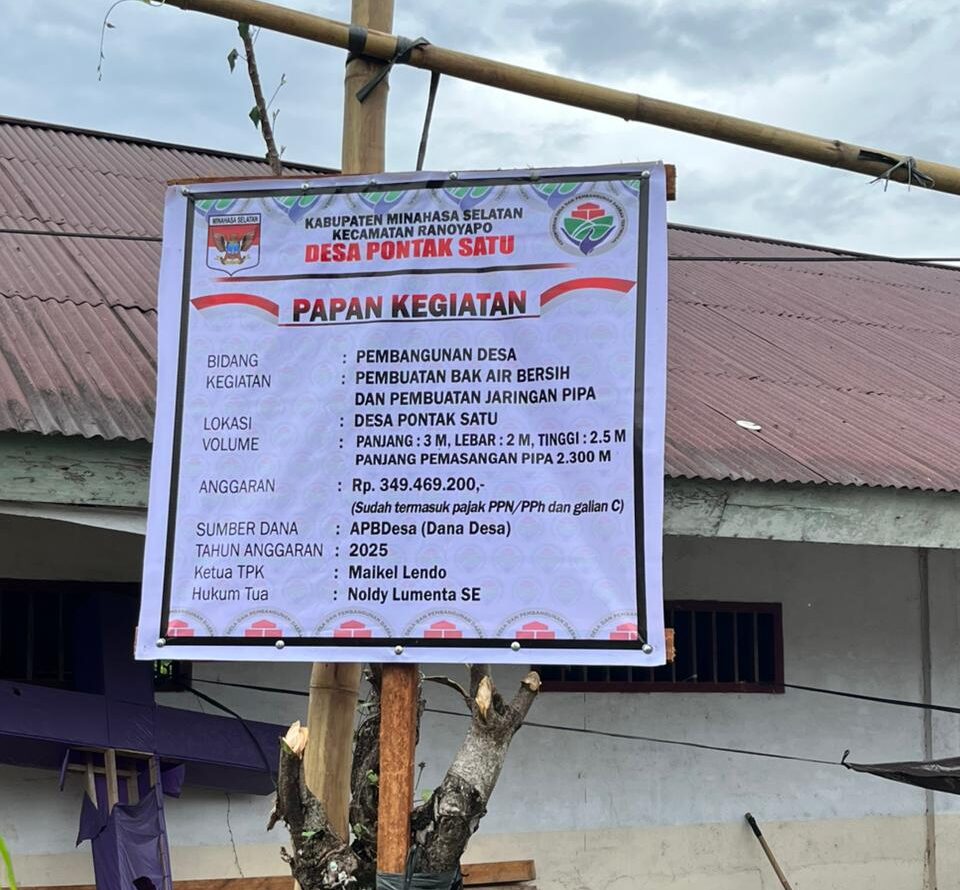 MINAHASA SELATAN
KABUPATEN MINAHASA SELATAN
KECAMATAN RANOYAPO
DESA PONTAK SATU
PAPAN KEGIATAN
BIDANG : PEMBANGUNAN DESA
KEGIATAN : PEMBUATAN BAK AIR BERSIH
DAN PEMBUATAN JARINGAN PIPA
LOKASI : DESA PONTAK SATU
VOLUME : PANJANG : 3 M, LEBAR : 2 M, TINGGI : 2.5 M
PANJANG PEMASANGAN PIPA 2.300 M
ANGGARAN : Rp. 349.469.200,-
(Sudah termasuk pajak PPN/PPh dan galian C)
SUMBER DANA : APBDesa (Dana Desa)
TAHUN ANGGARAN : 2025
Ketua TPK : Maikel Lendo
Hukum Tua : Noldy Lumenta SE